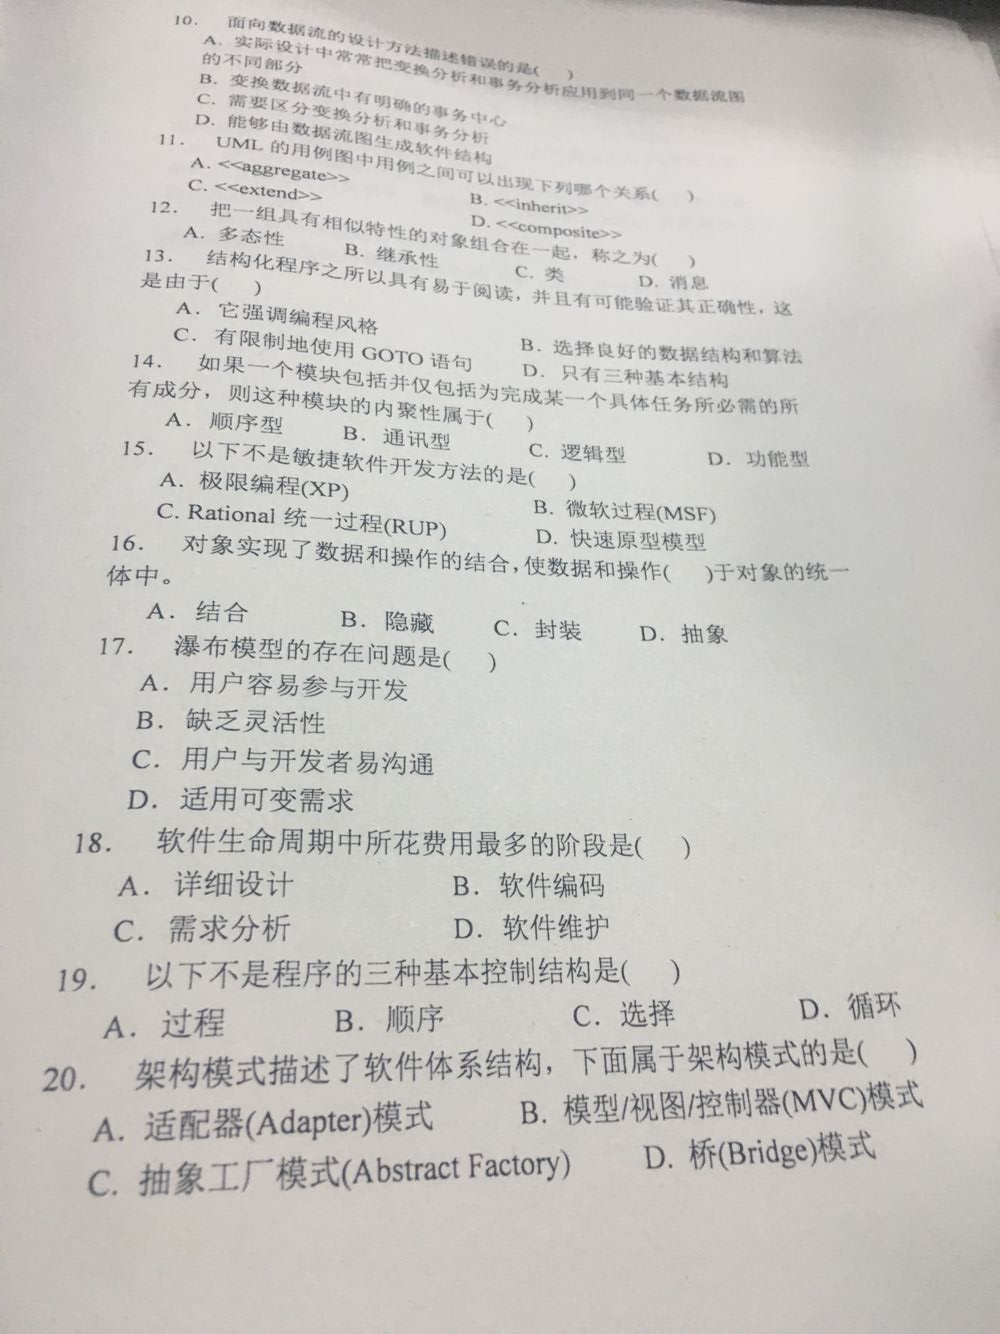 10. 面向数据流的设计方法描述错误的是( )
A. 实际设计中常常把变换分析和事务分析应用到同一个数据流图
的不同部分
B. 变换数据流中有明确的事务中心
C. 需要区分变换分析和事务分析
D. 能够由数据流图生成软件结构
11. UML 的用例图中用例之间可以出现下列哪个关系( )
A. <<aggregate>> B. <<inherit>>
C. <<extend>> D. <<composite>>
12. 把一组具有相似特性的对象组合在一起，称之为( )
A. 多态性 B. 继承性 C. 类 D. 消息
13. 结构化程序之所以具有易于阅读，并且有可能验证其正确性，这
是由于( )
A. 它强调编程风格 B. 选择良好的数据结构和算法
C. 有限制地使用 GOTO 语句 D. 只有三种基本结构
14. 如果一个模块包括并仅包括为完成某一个具体任务所必需的所
有成分，则这种模块的内聚性属于( )
A. 顺序型 B. 通讯型 C. 逻辑型 D. 功能型
15. 以下不是敏捷软件开发方法的是( )
A. 极限编程(XP) B. 微软过程(MSF)
C. Rational 统一过程(RUP) D. 快速原型模型
16. 对象实现了数据和操作的结合,使数据和操作( )于对象的统一
体中。
A. 结合 B. 隐藏 C. 封装 D. 抽象
17. 瀑布模型的存在问题是( )
A. 用户容易参与开发
B. 缺乏灵活性
C. 用户与开发者易沟通
D. 适用可变需求
18. 软件生命周期中所花费用最多的阶段是( )
A. 详细设计 B. 软件编码
C. 需求分析 D. 软件维护
19. 以下不是程序的三种基本控制结构是( )
A. 过程 B. 顺序 C. 选择 D. 循环
20. 架构模式描述了软件体系结构，下面属于架构模式的是( )
A. 适配器(Adapter)模式 B. 模型/视图/控制器(MVC)模式
C. 抽象工厂模式(Abstract Factory) D. 桥(Bridge)模式